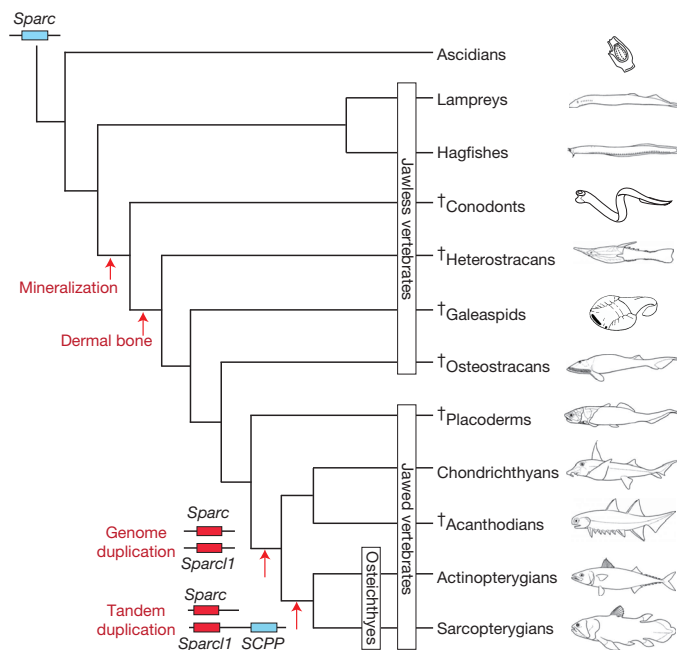 Sparc
Ascidians
Lampreys
Hagfishes
†Conodonts
†Heterostracans
†Galeaspids
†Osteostracans
†Placoderms
Chondrichthyans
†Acanthodians
Actinopterygians
Sarcopterygians
Jawless vertebrates
Jawed vertebrates
Osteichthyes
Mineralization
Dermal bone
Genome
duplication
Sparc
Sparcl1
Tandem
duplication
Sparc
Sparcl1 SCPP